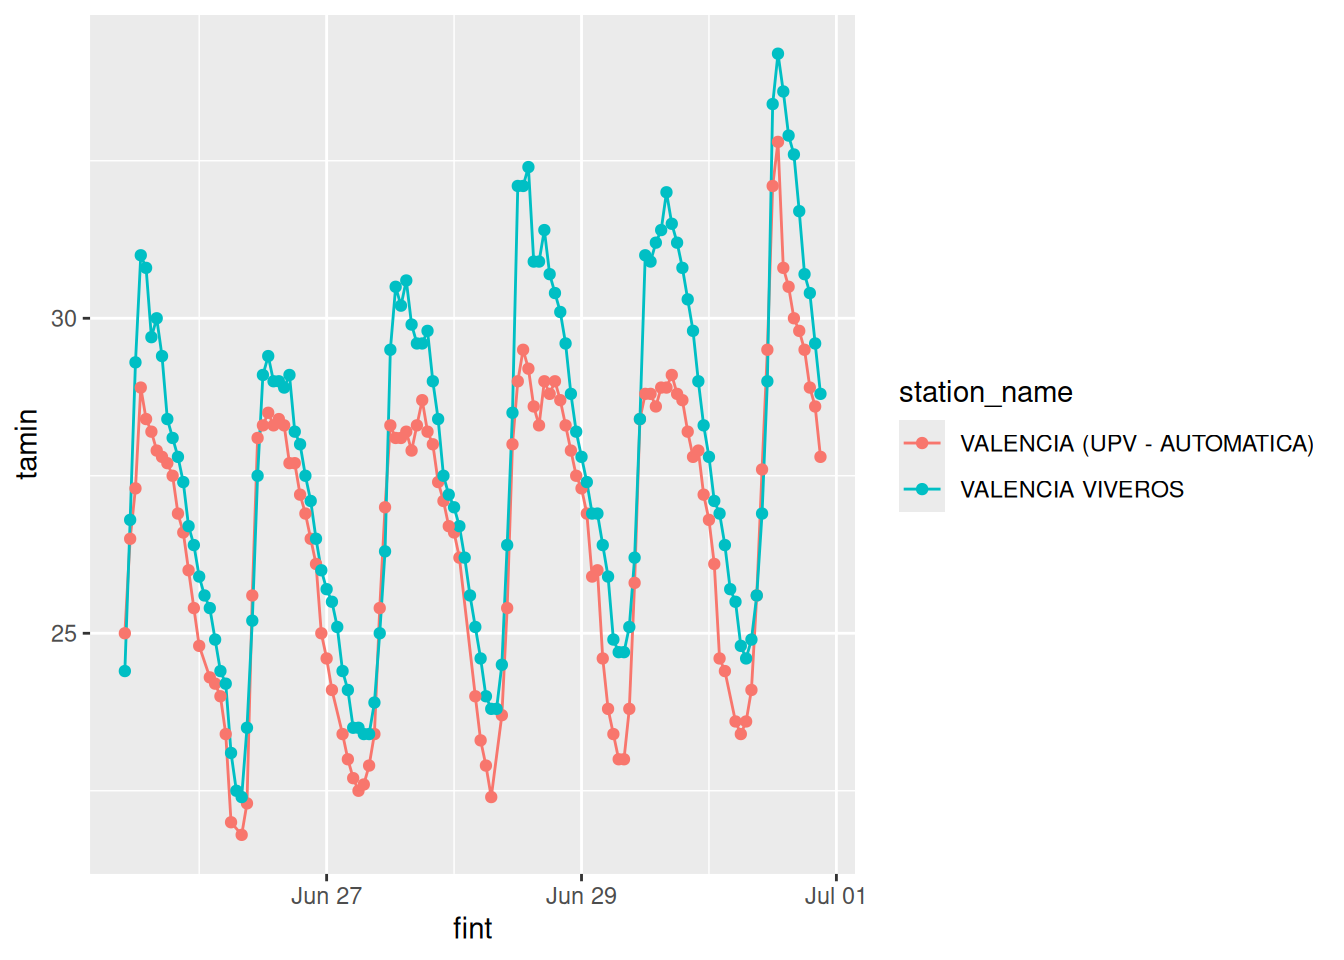 30
25
tamin
Jun 27
Jun 29
Jul 01
fint
station_name
VALENCIA (UPV - AUTOMATICA)
VALENCIA VIVEROS